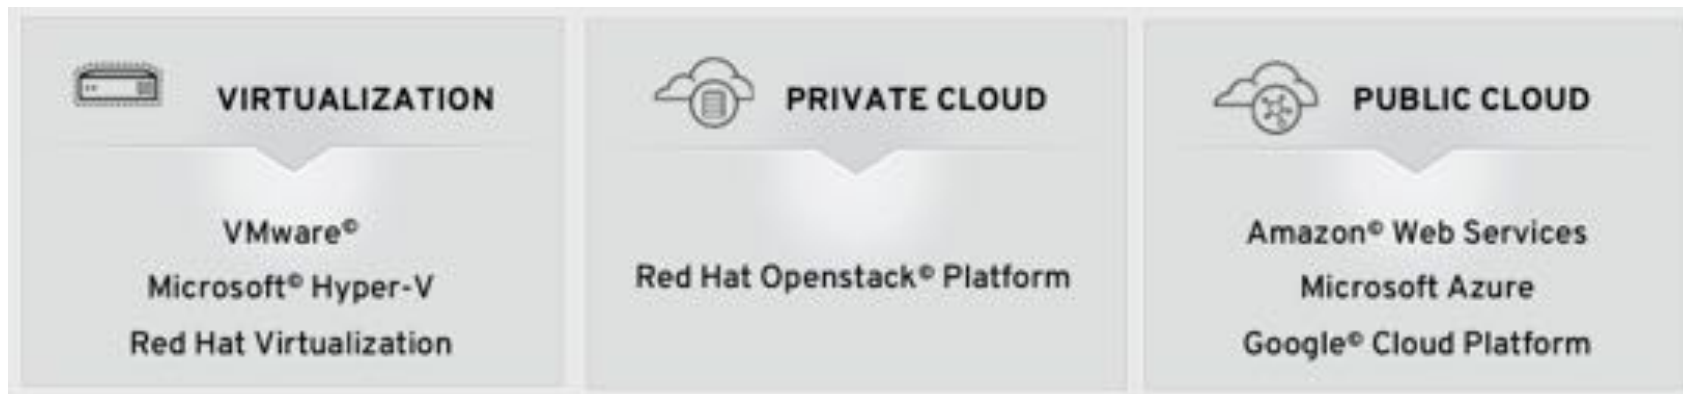 VIRTUALIZATION
VMware©
Microsoft© Hyper-V
Red Hat Virtualization
PRIVATE CLOUD
Red Hat Openstack© Platform
PUBLIC CLOUD
Amazon© Web Services
Microsoft Azure
Google© Cloud Platform